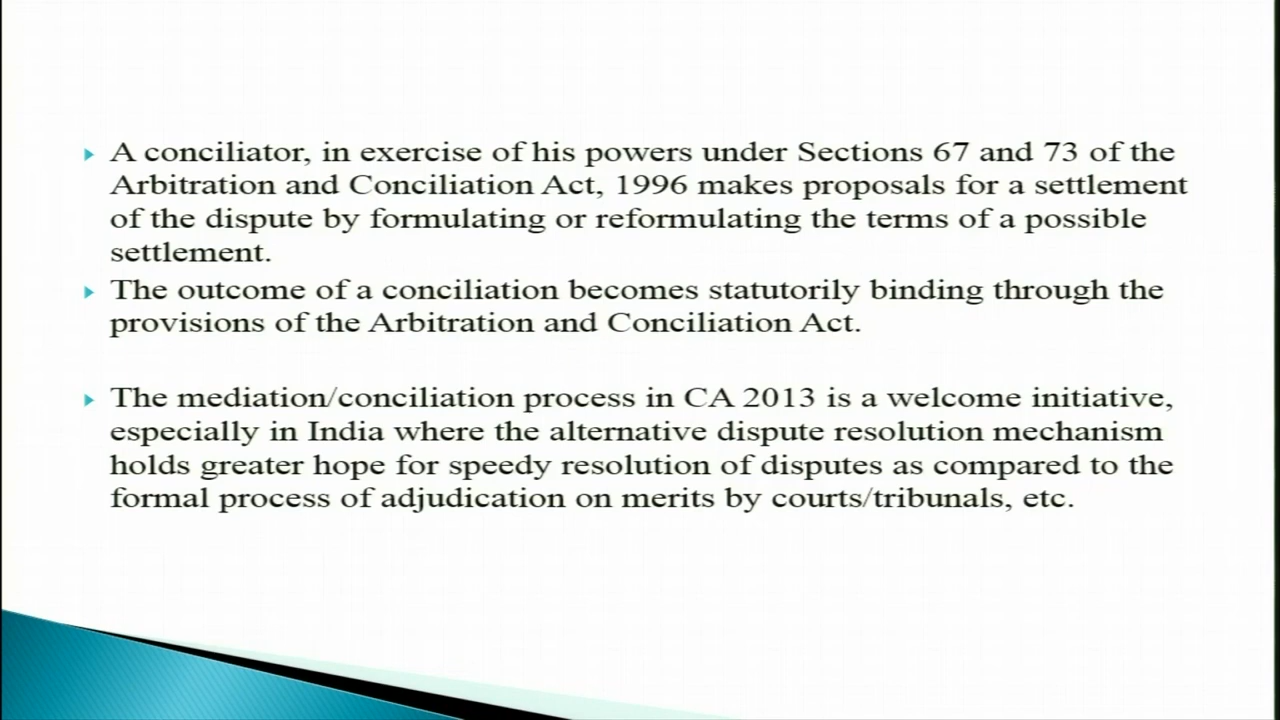 A conciliator, in exercise of his powers under Sections 67 and 73 of the
Arbitration and Conciliation Act, 1996 makes proposals for a settlement
of the dispute by formulating or reformulating the terms of a possible
settlement.
The outcome of a conciliation becomes statutorily binding through the
provisions of the Arbitration and Conciliation Act.
The mediation/conciliation process in CA 2013 is a welcome initiative,
especially in India where the alternative dispute resolution mechanism
holds greater hope for speedy resolution of disputes as compared to the
formal process of adjudication on merits by courts/tribunals, etc.